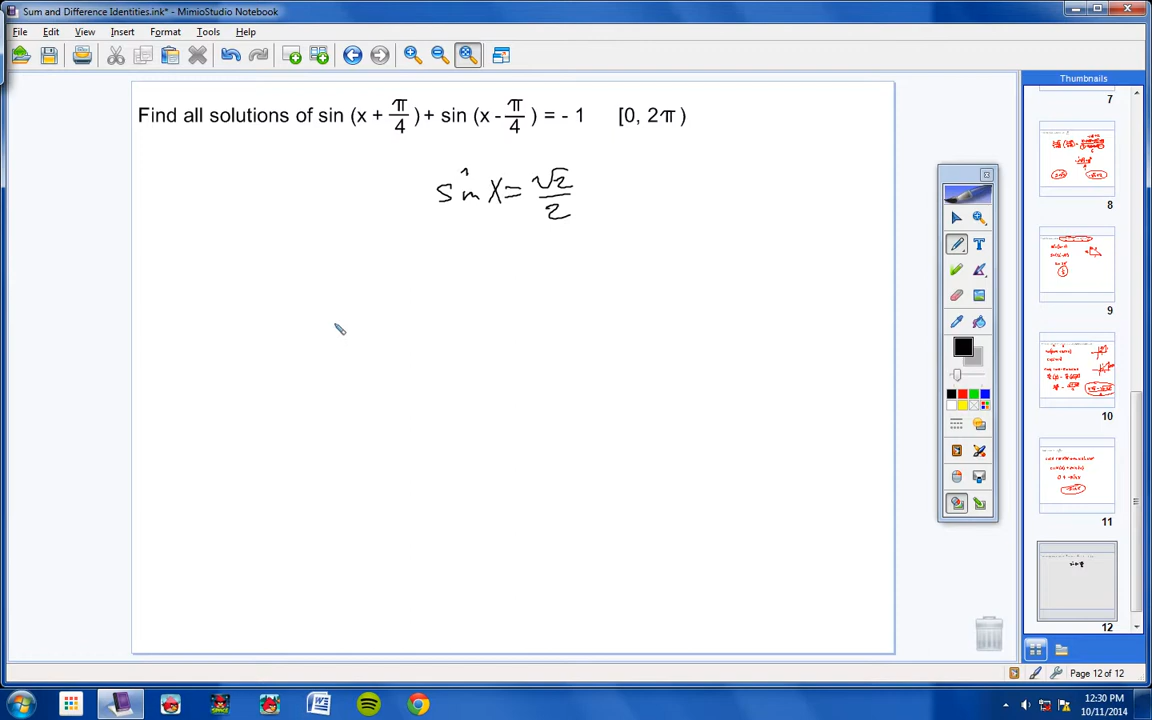 Sum and Difference Identities.ink* - MimioStudio Notebook
File Edit View Insert Format Tools Help
Thumbnails
Find all solutions of sin (x + π/4) + sin (x - π/4) = - 1 [0, 2π)
sin X = √2/2
7
8
9
10
11
12
Page 12 of 12
12:30 PM
10/11/2014